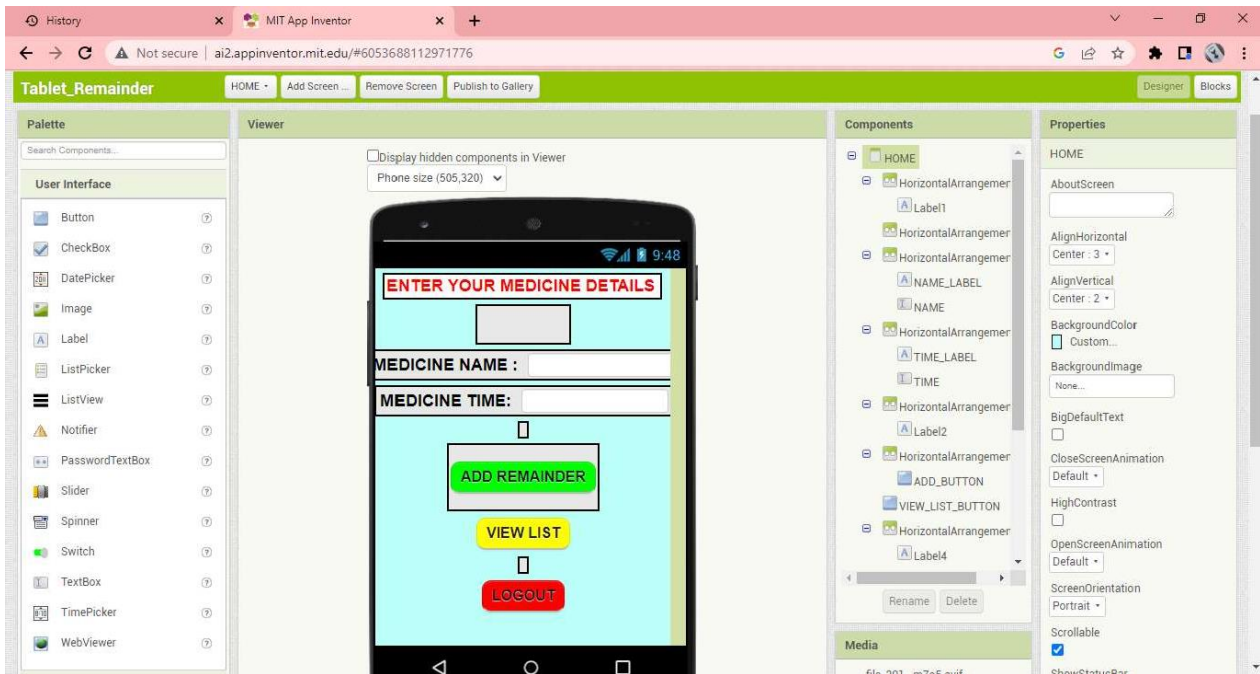 History
MIT App Inventor
Not secure | ai2.appinventor.mit.edu/#6053688112971776
Tablet_Remainder
HOME
Add Screen ...
Remove Screen
Publish to Gallery
Designer
Blocks
Palette
Search Components...
User Interface
Button
CheckBox
DatePicker
Image
Label
ListPicker
ListView
Notifier
PasswordTextBox
Slider
Spinner
Switch
TextBox
TimePicker
WebViewer
Viewer
Display hidden components in Viewer
Phone size (505,320)
9:48
ENTER YOUR MEDICINE DETAILS
MEDICINE NAME :
MEDICINE TIME:
ADD REMAINDER
VIEW LIST
LOGOUT
Components
HOME
HorizontalArrangemer
Label1
HorizontalArrangemer
HorizontalArrangemer
NAME_LABEL
NAME
HorizontalArrangemer
TIME_LABEL
TIME
HorizontalArrangemer
Label2
HorizontalArrangemer
ADD_BUTTON
VIEW_LIST_BUTTON
HorizontalArrangemer
Label4
Rename
Delete
Media
Properties
HOME
AboutScreen
AlignHorizontal
Center : 3
AlignVertical
Center : 2
BackgroundColor
Custom...
BackgroundImage
None...
BigDefaultText
CloseScreenAnimation
Default
HighContrast
OpenScreenAnimation
Default
ScreenOrientation
Portrait
Scrollable
ShowStatusBar